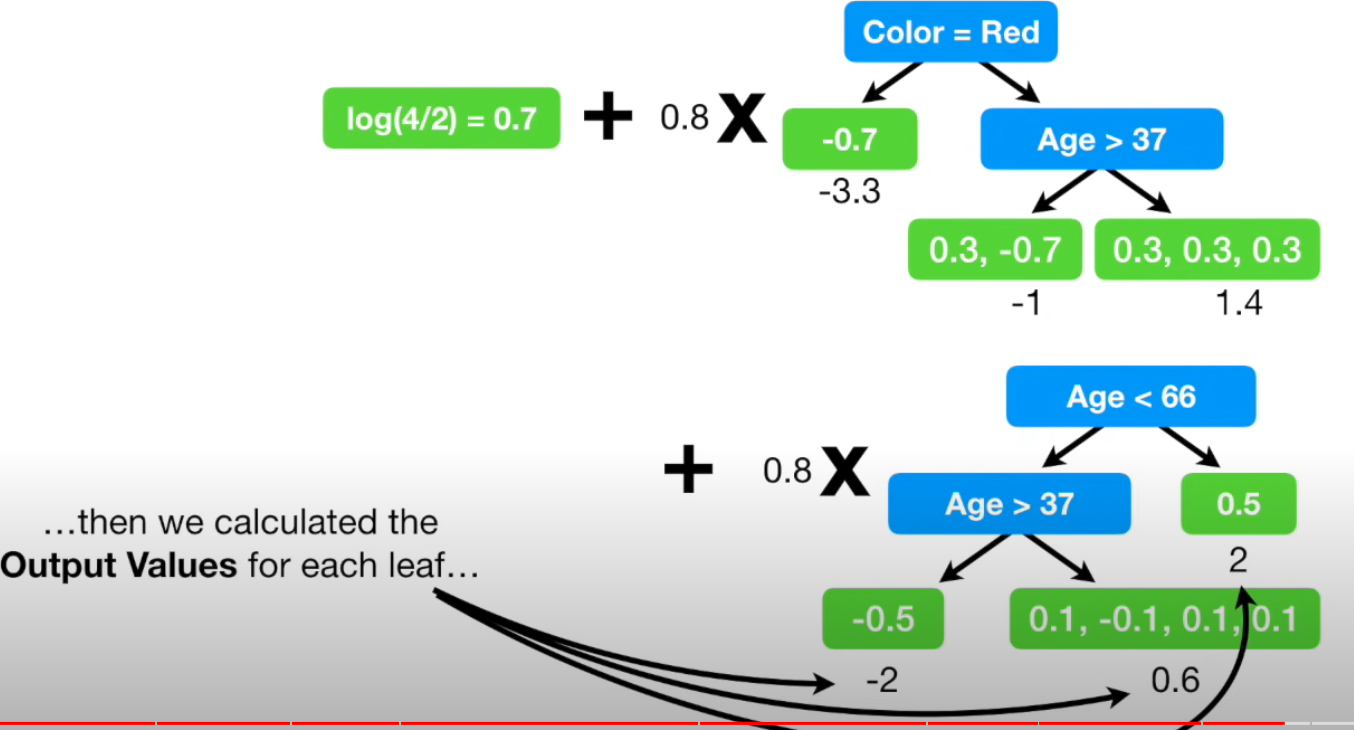 Color = Red
log(4/2) = 0.7 + 0.8 X -0.7 Age > 37
-3.3
0.3, -0.7 0.3, 0.3, 0.3
-1 1.4
Age < 66
+ 0.8 X Age > 37 0.5
2
…then we calculated the
Output Values for each leaf…
-0.5 0.1, -0.1, 0.1, 0.1
-2 0.6